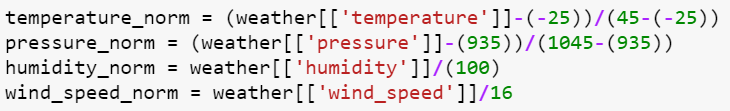 temperature_norm = (weather[['temperature']]-(-25))/(45-(-25))
pressure_norm = (weather[['pressure']]-(935))/(1045-(935))
humidity_norm = weather[['humidity']]/(100)
wind_speed_norm = weather[['wind_speed']]/16